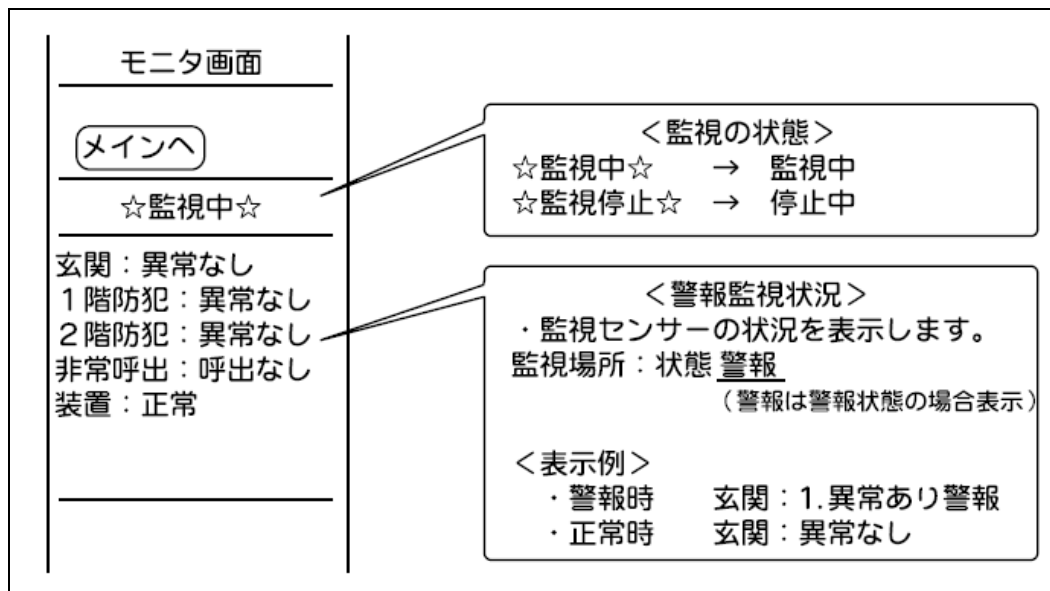 モニタ画面
メインへ
☆監視中☆
玄関：異常なし
1階防犯：異常なし
2階防犯：異常なし
非常呼出：呼出なし
装置：正常
＜監視の状態＞
☆監視中☆　→　監視中
☆監視停止☆　→　停止中
＜警報監視状況＞
・監視センサーの状況を表示します。
監視場所：状態 警報
（警報は警報状態の場合表示）
＜表示例＞
・警報時　玄関：1.異常あり警報
・正常時　玄関：異常なし